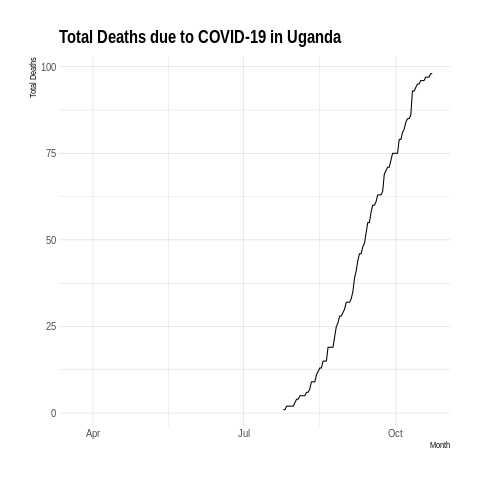 Total Deaths due to COVID-19 in Uganda
Total Deaths
100
75
50
25
0
Apr
Jul
Oct
Month